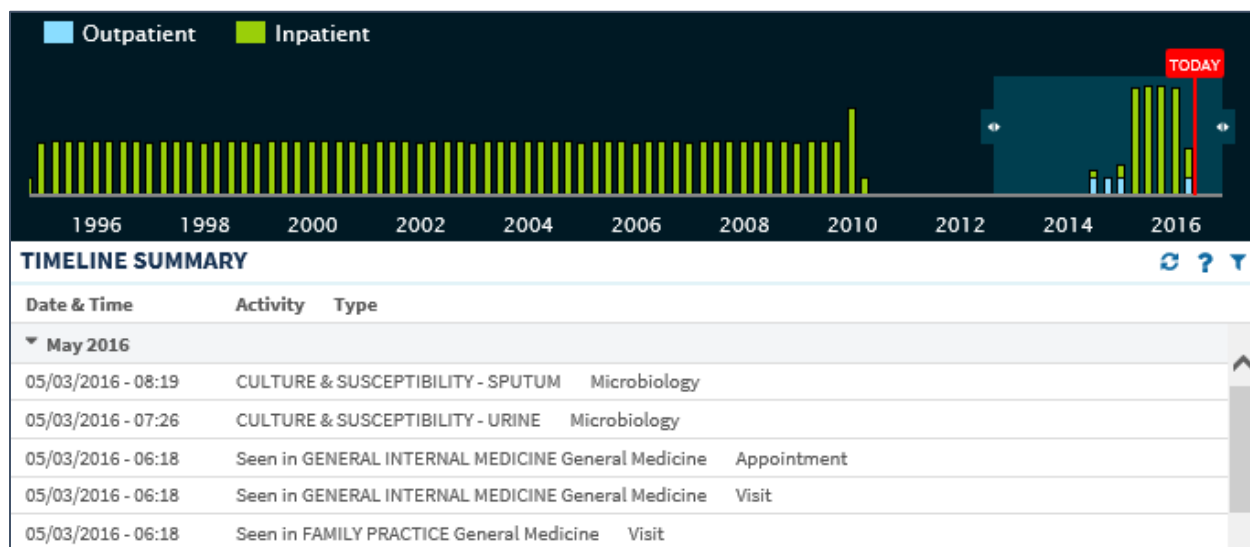 Outpatient Inpatient
TODAY
1996 1998 2000 2002 2004 2006 2008 2010 2012 2014 2016
TIMELINE SUMMARY ?
Date & Time Activity Type
May 2016
05/03/2016 - 08:19 CULTURE & SUSCEPTIBILITY - SPUTUM Microbiology
05/03/2016 - 07:26 CULTURE & SUSCEPTIBILITY - URINE Microbiology
05/03/2016 - 06:18 Seen in GENERAL INTERNAL MEDICINE General Medicine Appointment
05/03/2016 - 06:18 Seen in GENERAL INTERNAL MEDICINE General Medicine Visit
05/03/2016 - 06:18 Seen in FAMILY PRACTICE General Medicine Visit